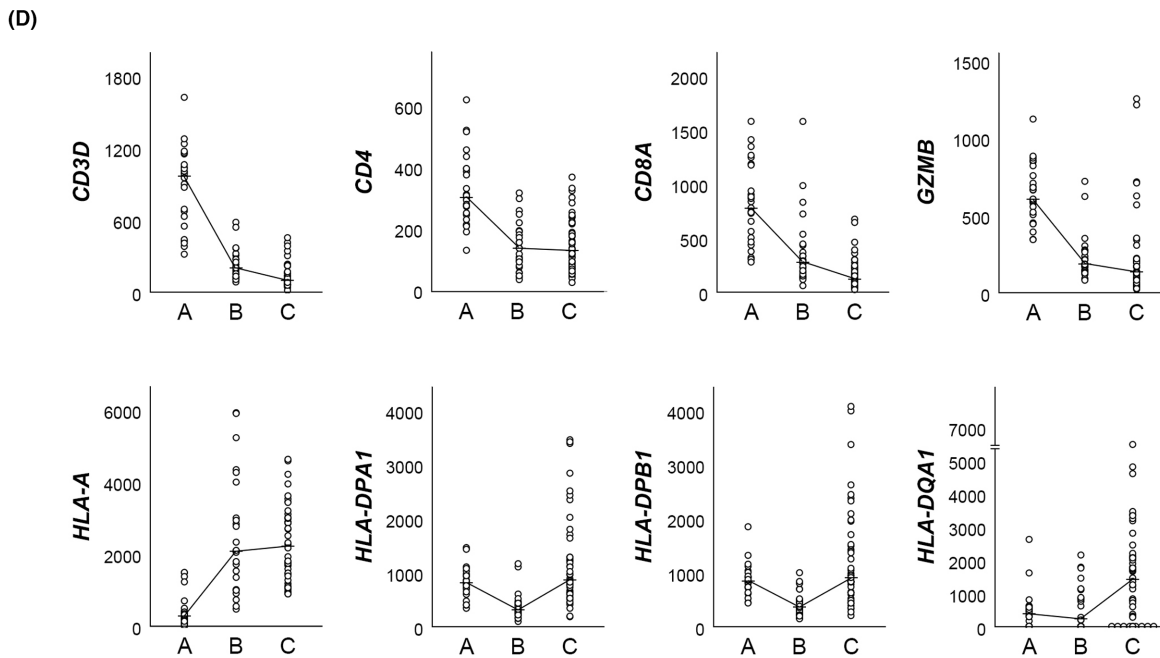 (D)
CD3D
1800
1200
600
0
A B C
CD4
600
400
200
0
A B C
CD8A
2000
1500
1000
500
0
A B C
GZMB
1500
1000
500
0
A B C
HLA-A
6000
4000
2000
0
A B C
HLA-DPA1
4000
3000
2000
1000
0
A B C
HLA-DPB1
4000
3000
2000
1000
0
A B C
HLA-DQA1
7000
5000
4000
3000
2000
1000
0
A B C